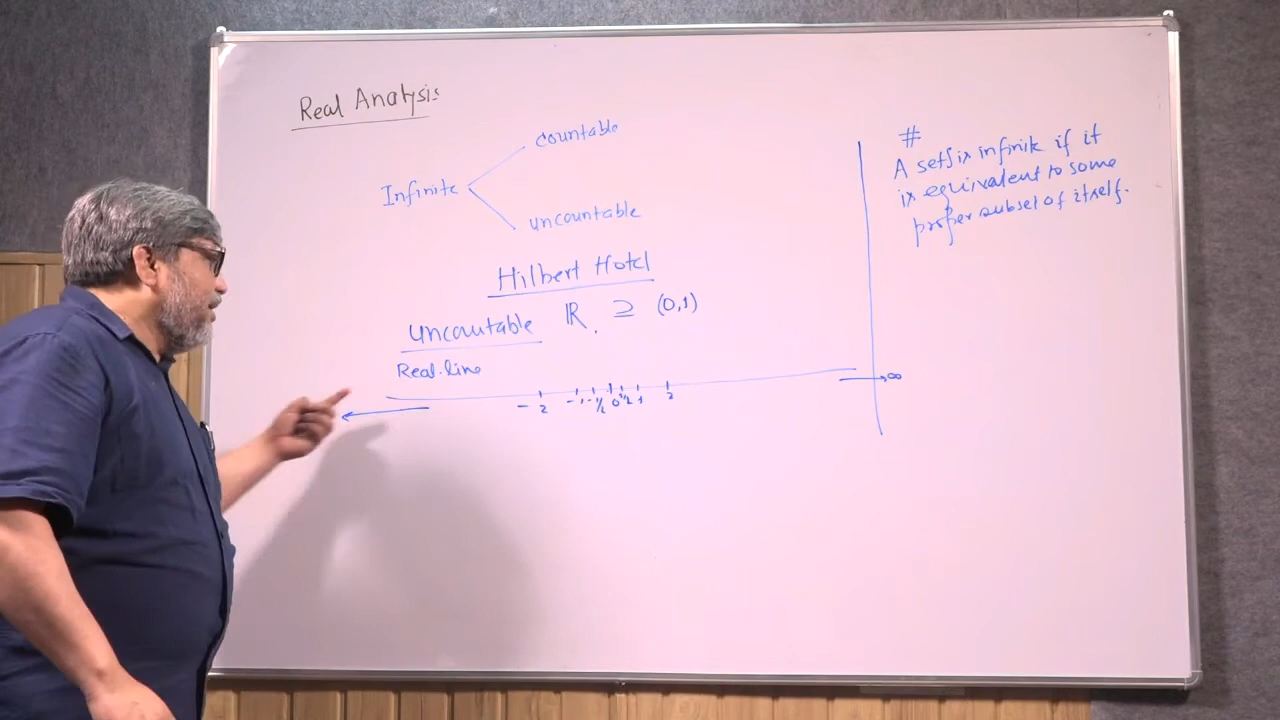 Real Analysis
countable
Infinite
uncountable
Hilbert Hotel
Uncoutable ℝ ⊇ (0,1)
Real line
-2 -1 -1/2 0 1/2 1 2
∞
#
A set S is infinite if it
is equivalent to some
proper subset of itself.